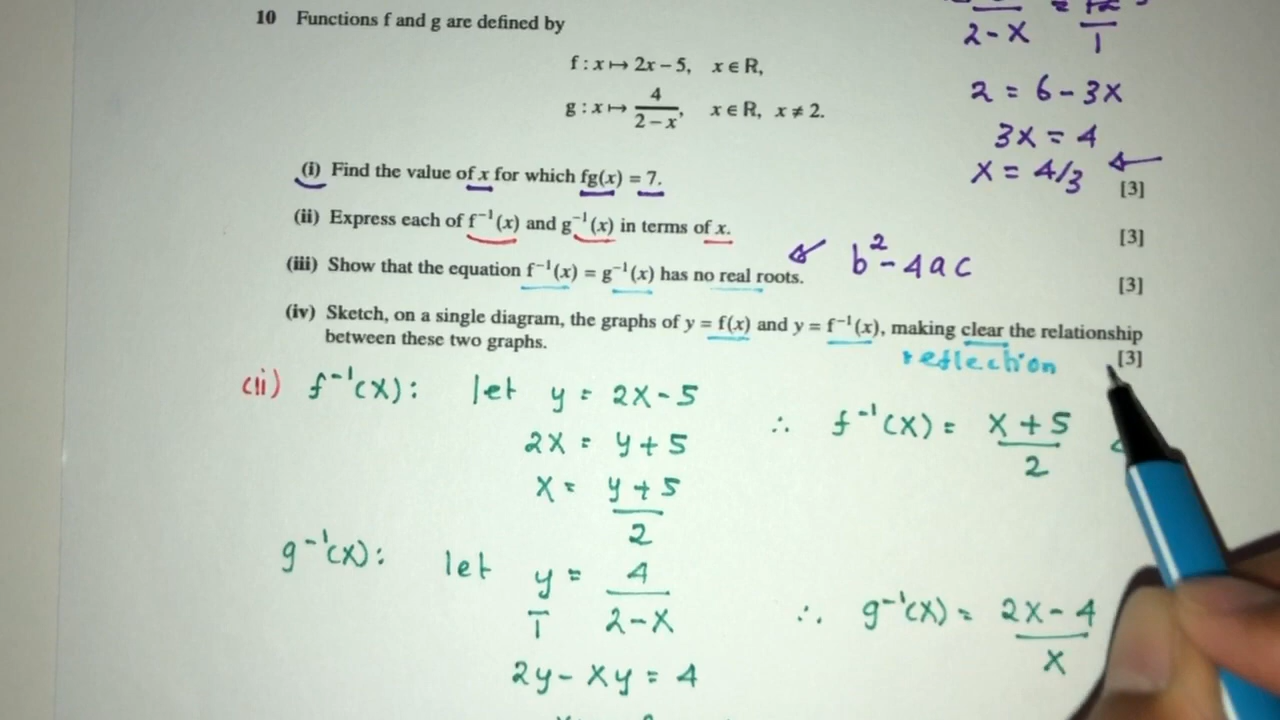 10 Functions f and g are defined by
f : x ↦ 2x − 5, x ∈ ℝ,
g : x ↦ 4/(2 − x), x ∈ ℝ, x ≠ 2.
2 - x 1
2 = 6 - 3x
3x = 4
x = 4/3
(i) Find the value of x for which fg(x) = 7. [3]
(ii) Express each of f⁻¹(x) and g⁻¹(x) in terms of x. [3]
b² - 4ac
(iii) Show that the equation f⁻¹(x) = g⁻¹(x) has no real roots. [3]
(iv) Sketch, on a single diagram, the graphs of y = f(x) and y = f⁻¹(x), making clear the relationship
between these two graphs. [3]
reflection
(ii) f⁻¹(x): let y = 2x - 5
2x = y + 5
x = (y + 5)/2
∴ f⁻¹(x) = (x + 5)/2
g⁻¹(x): let y/1 = 4/(2 - x)
2y - xy = 4
∴ g⁻¹(x) = (2x - 4)/x